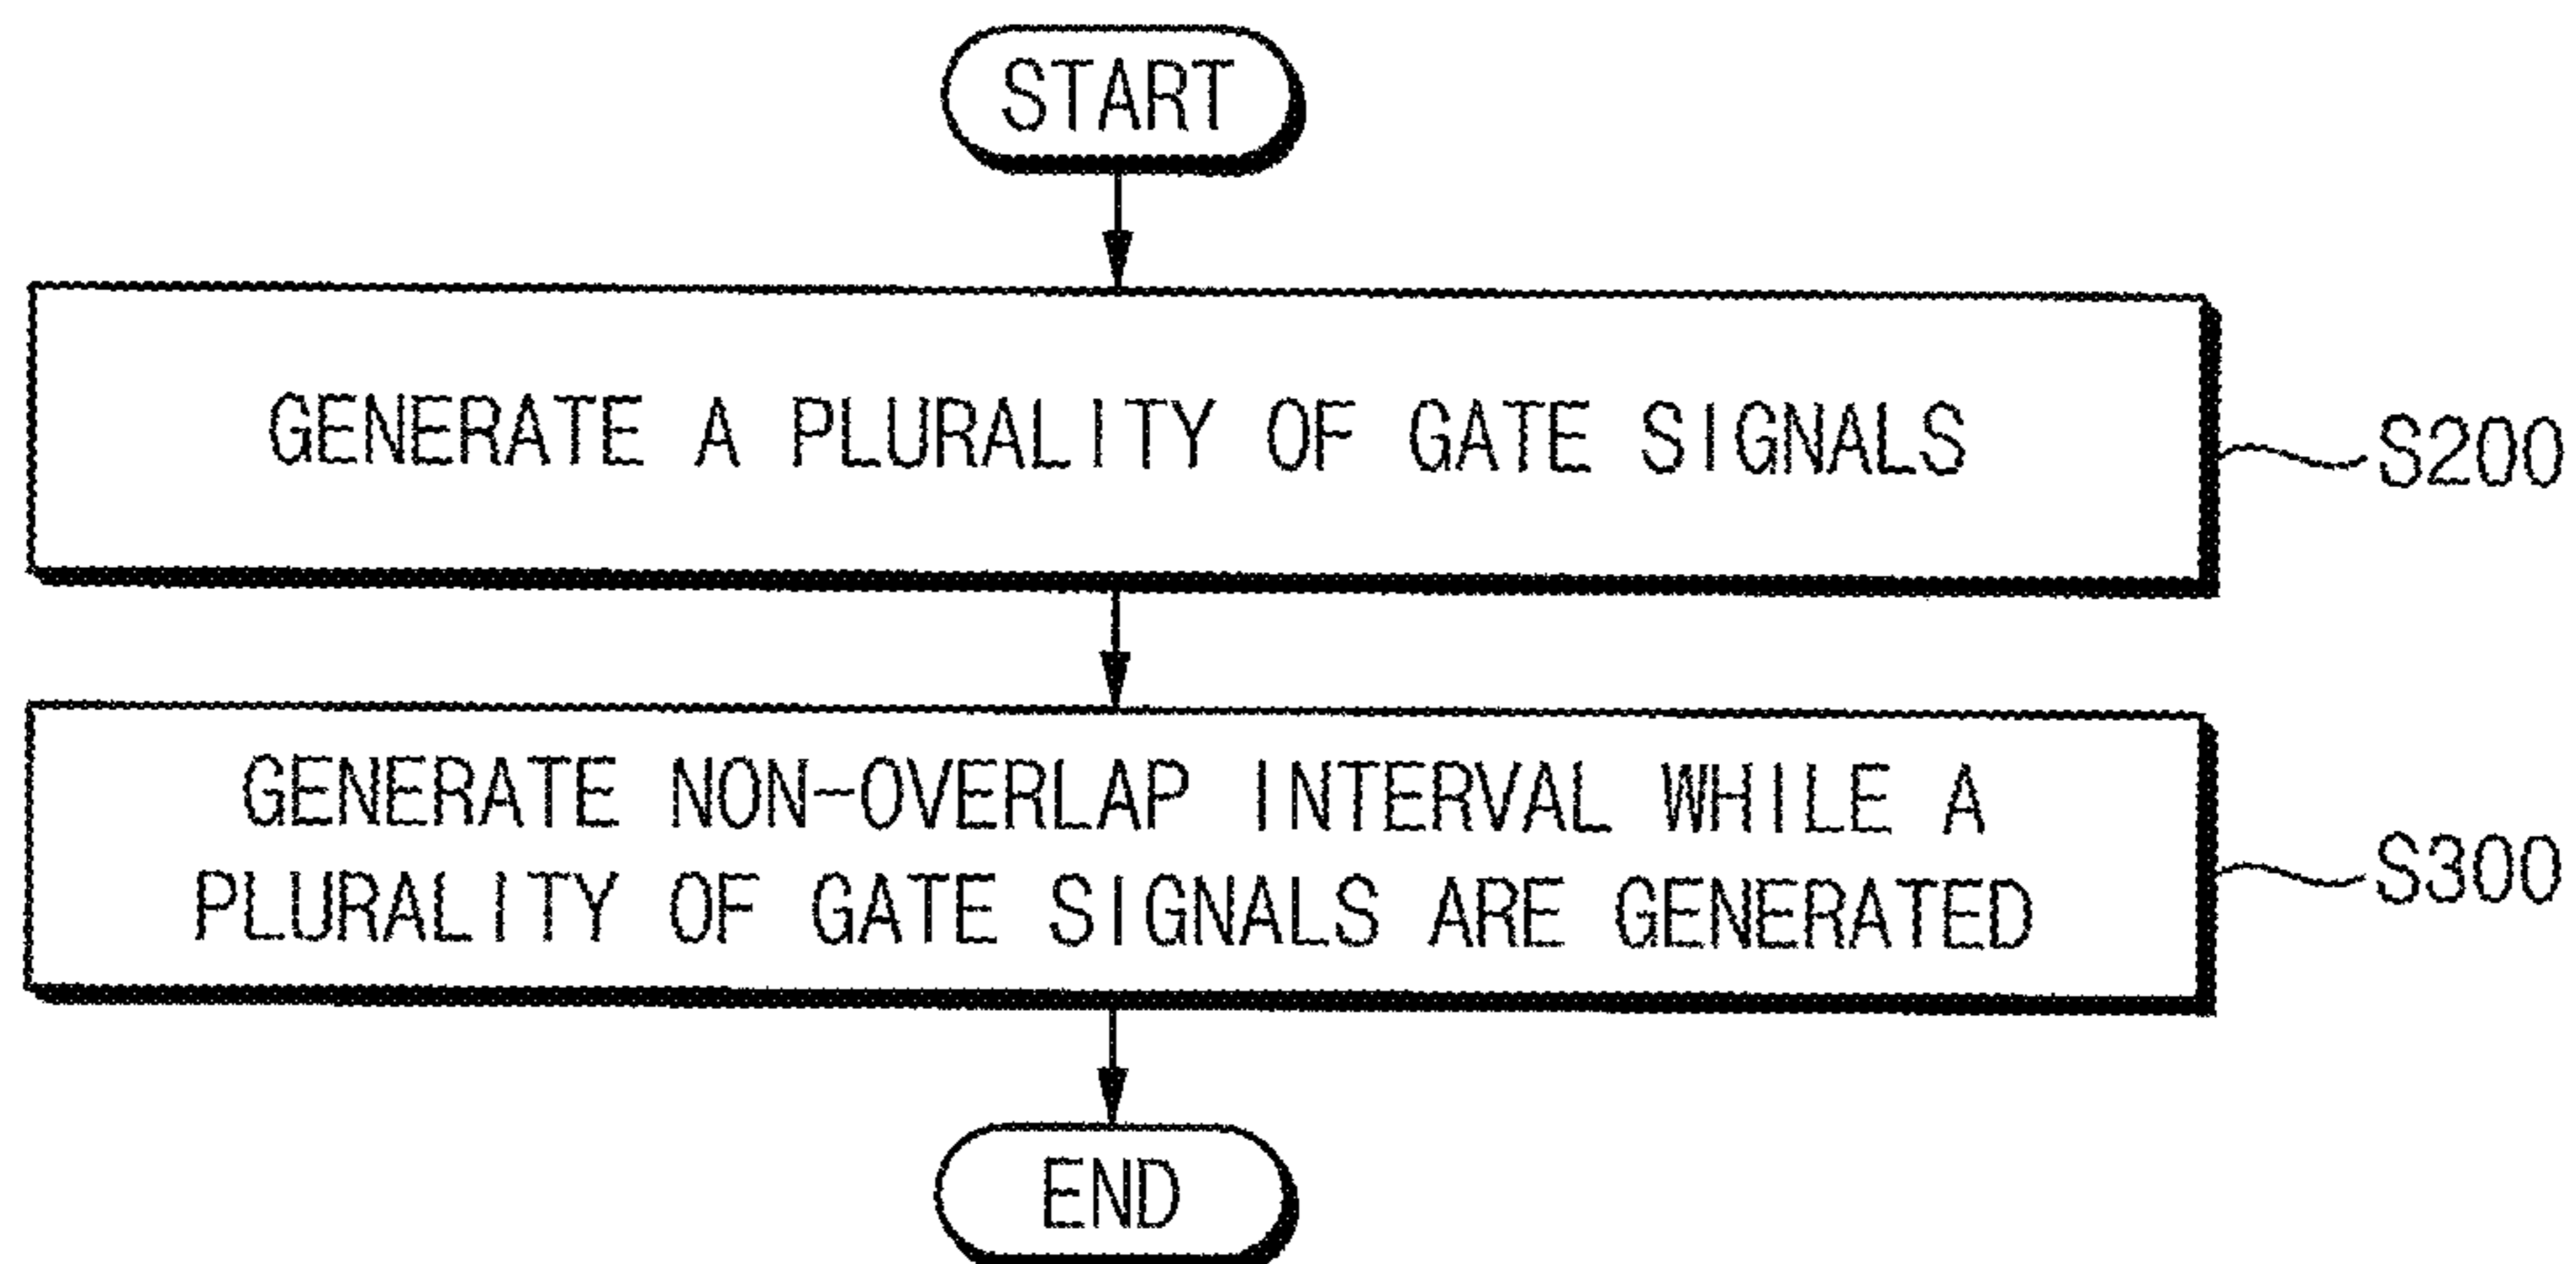 START
GENERATE A PLURALITY OF GATE SIGNALS
S200
GENERATE NON-OVERLAP INTERVAL WHILE A
PLURALITY OF GATE SIGNALS ARE GENERATED
S300
END